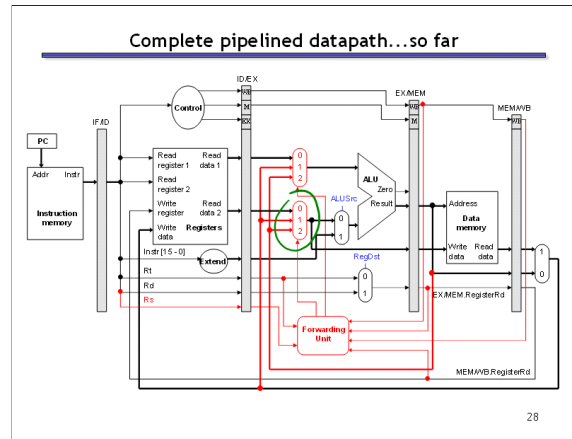 Complete pipelined datapath...so far
ID/EX
EX/MEM
MEM/WB
IF/ID
WB
M
EX
WB
M
WB
Control
PC
Addr Instr
Instruction
memory
Read
register 1
Read
data 1
Read
register 2
Write
register
Read
data 2
Write
data
Registers
0
1
2
0
1
2
ALUSrc
0
1
ALU
Zero
Result
Address
Data
memory
Write
data
Read
data
1
0
Instr[15 - 0]
Extend
RegDst
Rt
0
Rd
1
Rs
EX/MEM.RegisterRd
Forwarding
Unit
MEM/WB.RegisterRd
28